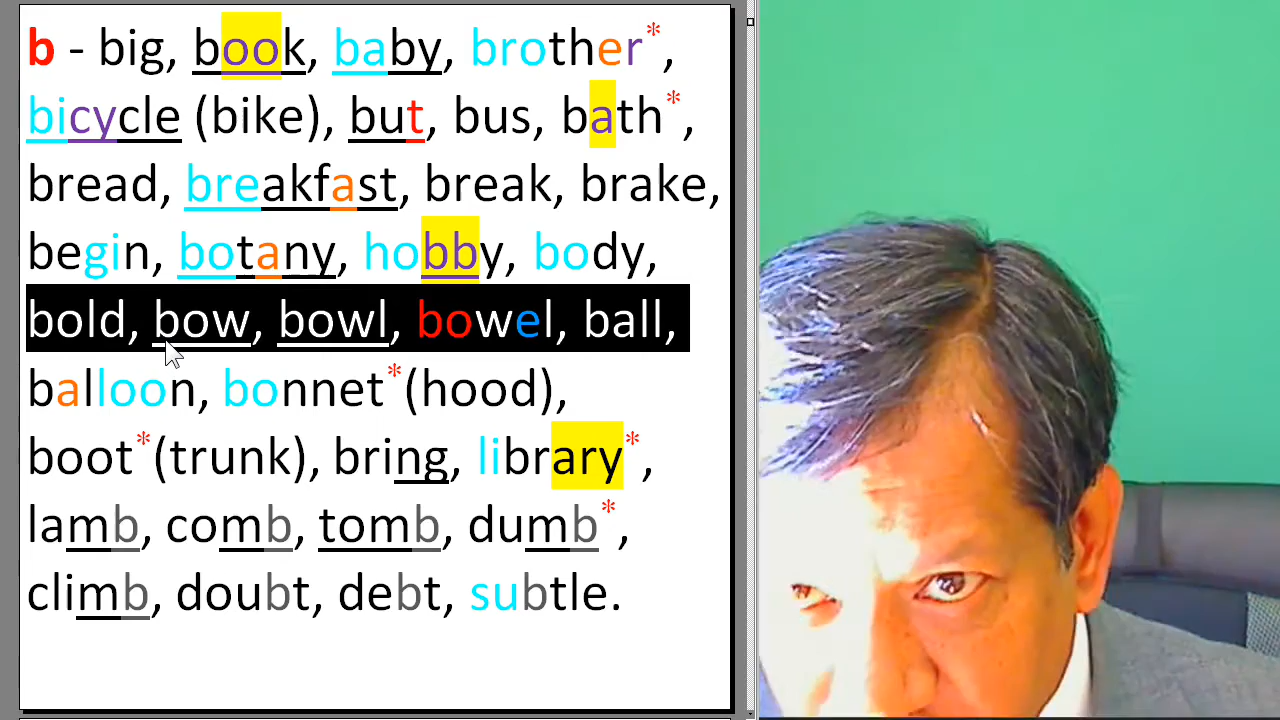 b - big, book, baby, brother*,
bicycle (bike), but, bus, bath*,
bread, breakfast, break, brake,
begin, botany, hobby, body,
bold, bow, bowl, bowel, ball,
balloon, bonnet*(hood),
boot*(trunk), bring, library*,
lamb, comb, tomb, dumb*,
climb, doubt, debt, subtle.